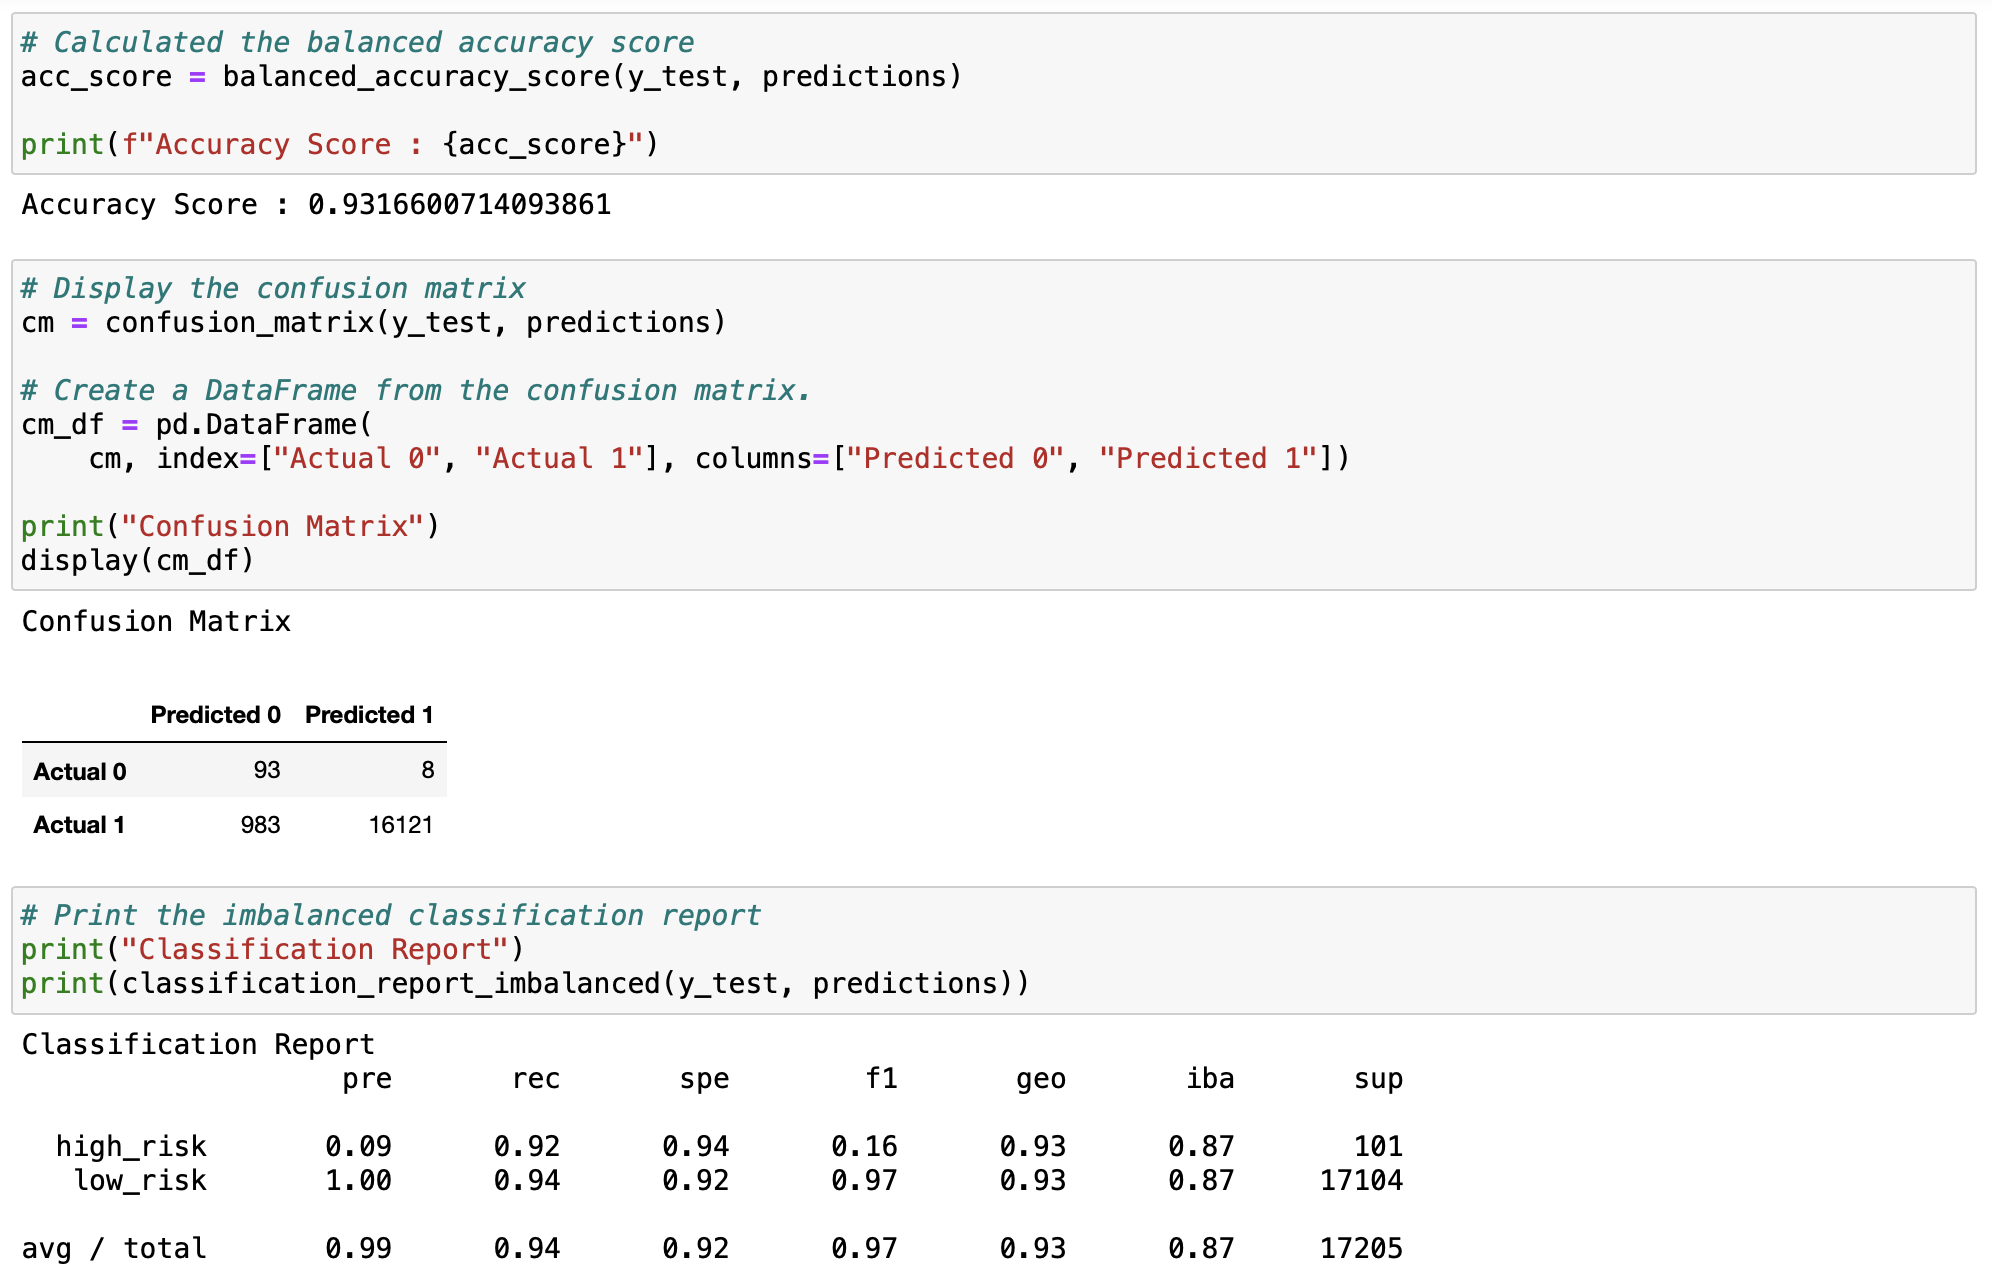 # Calculated the balanced accuracy score
acc_score = balanced_accuracy_score(y_test, predictions)
print(f"Accuracy Score : {acc_score}")
Accuracy Score : 0.9316600714093861
# Display the confusion matrix
cm = confusion_matrix(y_test, predictions)
# Create a DataFrame from the confusion matrix.
cm_df = pd.DataFrame(
    cm, index=["Actual 0", "Actual 1"], columns=["Predicted 0", "Predicted 1"])
print("Confusion Matrix")
display(cm_df)
Confusion Matrix
Predicted 0 Predicted 1
Actual 0 93 8
Actual 1 983 16121
# Print the imbalanced classification report
print("Classification Report")
print(classification_report_imbalanced(y_test, predictions))
Classification Report
pre rec spe f1 geo iba sup
high_risk 0.09 0.92 0.94 0.16 0.93 0.87 101
low_risk 1.00 0.94 0.92 0.97 0.93 0.87 17104
avg / total 0.99 0.94 0.92 0.97 0.93 0.87 17205